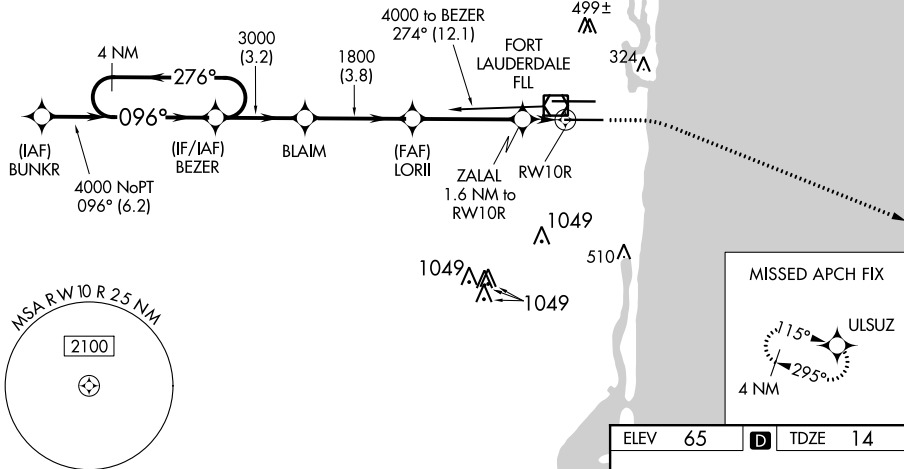 499±
4000 to BEZER
274° (12.1)
4 NM
3000
(3.2)
1800
(3.8)
FORT
LAUDERDALE
FLL
324
276°
096°
(IAF)
BUNKR
(IF/IAF)
BEZER
BLAIM
(FAF)
LORII
ZALAL
1.6 NM to
RW10R
RW10R
4000 NoPT
096° (6.2)
1049
510
1049
1049
MSA RW 10 R 25 NM
2100
MISSED APCH FIX
ULSUZ
115°
295°
4 NM
ELEV 65 D TDZE 14